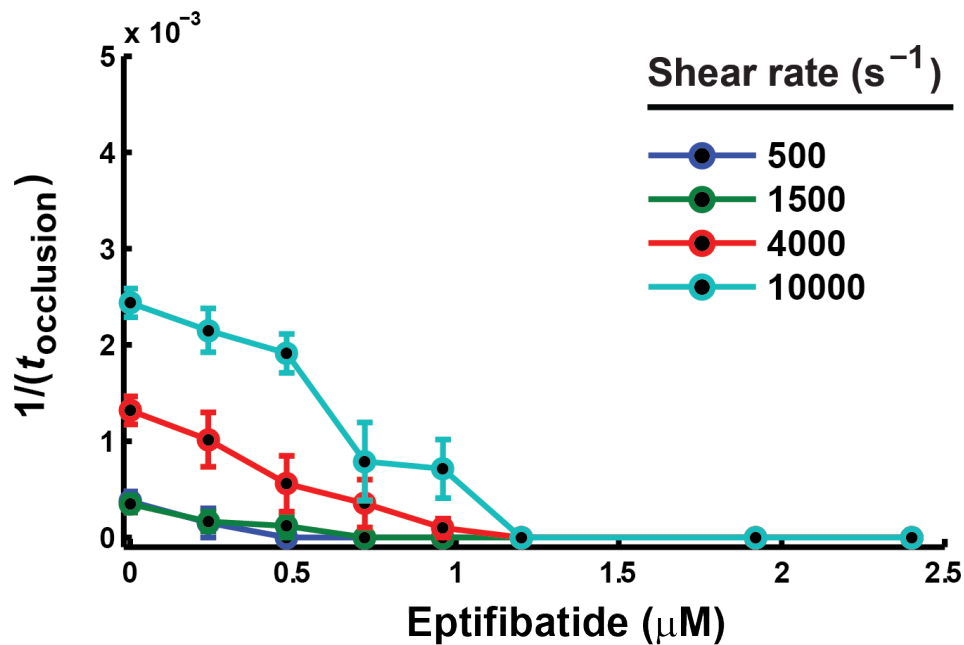 x 10⁻³
5
4
3
2
1
0
1/(t_occlusion)
0 0.5 1 1.5 2 2.5
Eptifibatide (μM)
Shear rate (s⁻¹)
500
1500
4000
10000